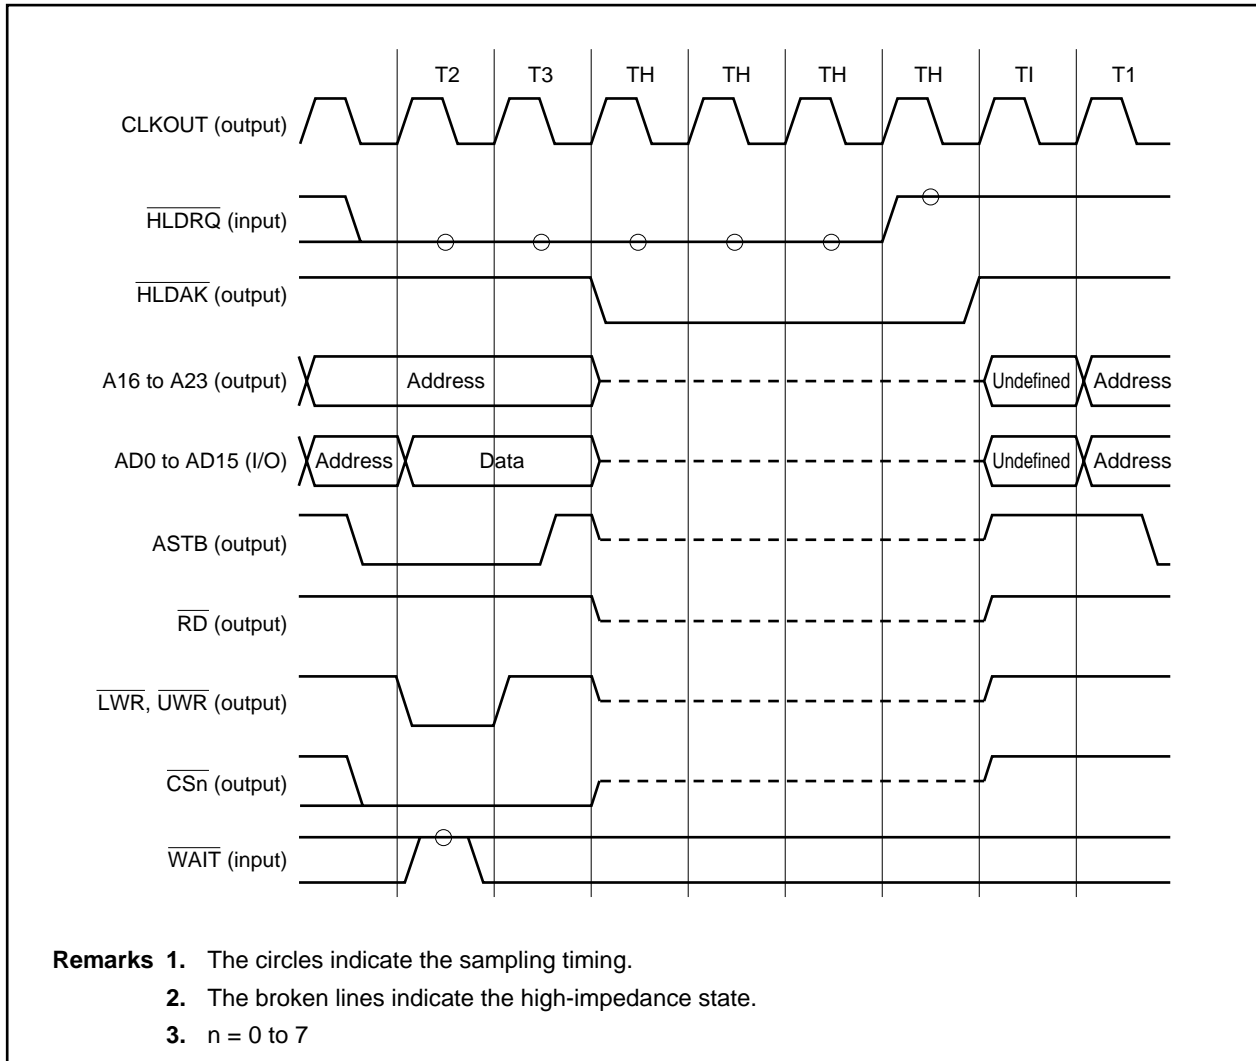 T2 T3 TH TH TH TH TI T1
CLKOUT (output)
HLDRQ (input)
HLDAK (output)
A16 to A23 (output) Address Undefined Address
AD0 to AD15 (I/O) Address Data Undefined Address
ASTB (output)
RD (output)
LWR, UWR (output)
CSn (output)
WAIT (input)
Remarks 1. The circles indicate the sampling timing.
2. The broken lines indicate the high-impedance state.
3. n = 0 to 7